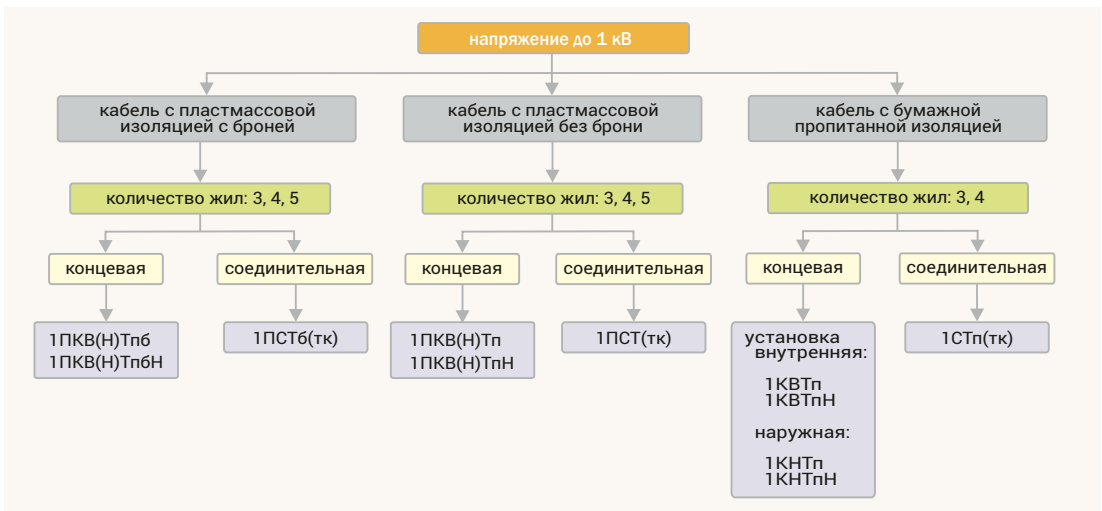 напряжение до 1 кВ
кабель с пластмассовой
изоляцией с броней
кабель с пластмассовой
изоляцией без брони
кабель с бумажной
пропитанной изоляцией
количество жил: 3, 4, 5
количество жил: 3, 4, 5
количество жил: 3, 4
концевая
соединительная
концевая
соединительная
концевая
соединительная
1ПКВ(Н)Тпб
1ПКВ(Н)ТпбН
1ПСТб(тк)
1ПКВ(Н)Тп
1ПКВ(Н)ТпН
1ПСТ(тк)
установка
внутренняя:
1КВТп
1КВТпН
наружная:
1КНТп
1КНТпН
1СТп(тк)